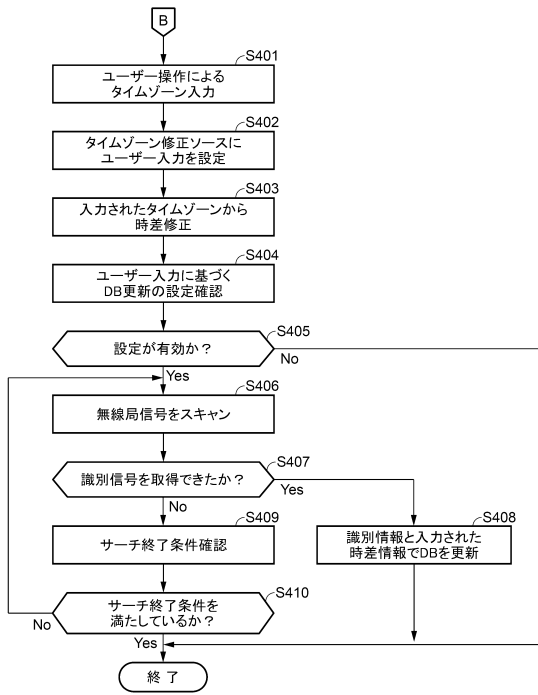 B
S401
ユーザー操作による
タイムゾーン入力
S402
タイムゾーン修正ソースに
ユーザー入力を設定
S403
入力されたタイムゾーンから
時差修正
S404
ユーザー入力に基づく
DB更新の設定確認
S405
設定が有効か？
No
Yes
S406
無線局信号をスキャン
S407
識別信号を取得できたか？
Yes
No
S408
識別情報と入力された
時差情報でDBを更新
S409
サーチ終了条件確認
S410
サーチ終了条件を
満たしているか？
No
Yes
終 了